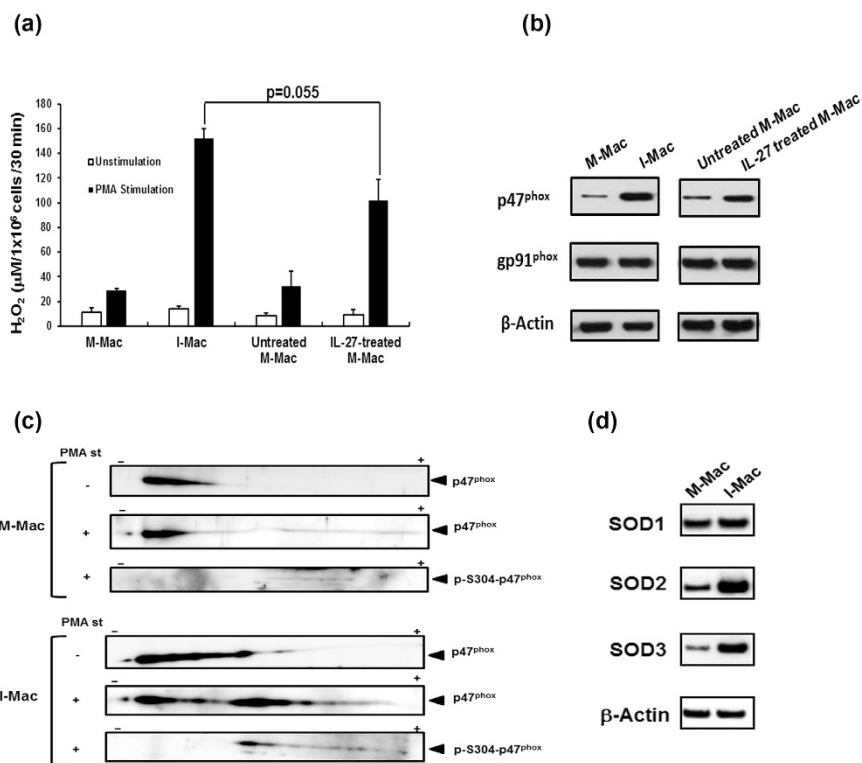 (a)
p=0.055
180
160
140
120
100
80
60
40
20
0
H₂O₂ (μM/1x10⁶ cells /30 min)
Unstimulation
PMA Stimulation
M-Mac
I-Mac
Untreated
M-Mac
IL-27-treated
M-Mac
(b)
M-Mac
I-Mac
Untreated M-Mac
IL-27 treated M-Mac
p47ᵖʰᵒˣ
gp91ᵖʰᵒˣ
β-Actin
(c)
PMA st
− +
M-Mac
- p47ᵖʰᵒˣ
− +
+ p47ᵖʰᵒˣ
− +
+ p-S304-p47ᵖʰᵒˣ
PMA st
− +
I-Mac
- p47ᵖʰᵒˣ
− +
+ p47ᵖʰᵒˣ
− +
+ p-S304-p47ᵖʰᵒˣ
(d)
M-Mac
I-Mac
SOD1
SOD2
SOD3
β-Actin